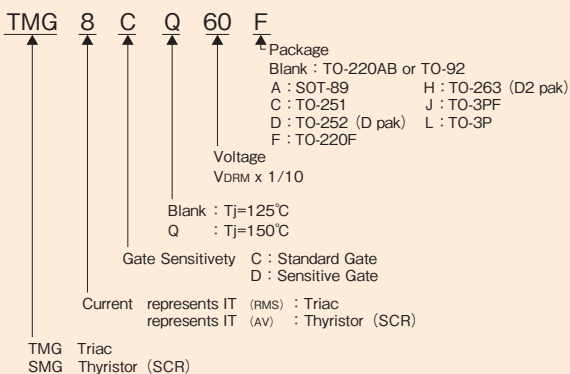 TMG 8 C Q 60 F
Package
Blank：TO-220AB or TO-92
A：SOT-89 H：TO-263（D2 pak）
C：TO-251 J：TO-3PF
D：TO-252（D pak） L：TO-3P
F：TO-220F
Voltage
VDRM x 1/10
Blank：Tj=125℃
Q ：Tj=150℃
Gate Sensitivety C：Standard Gate
D：Sensitive Gate
Current represents IT (RMS)：Triac
represents IT (AV)：Thyristor（SCR）
TMG Triac
SMG Thyristor（SCR）